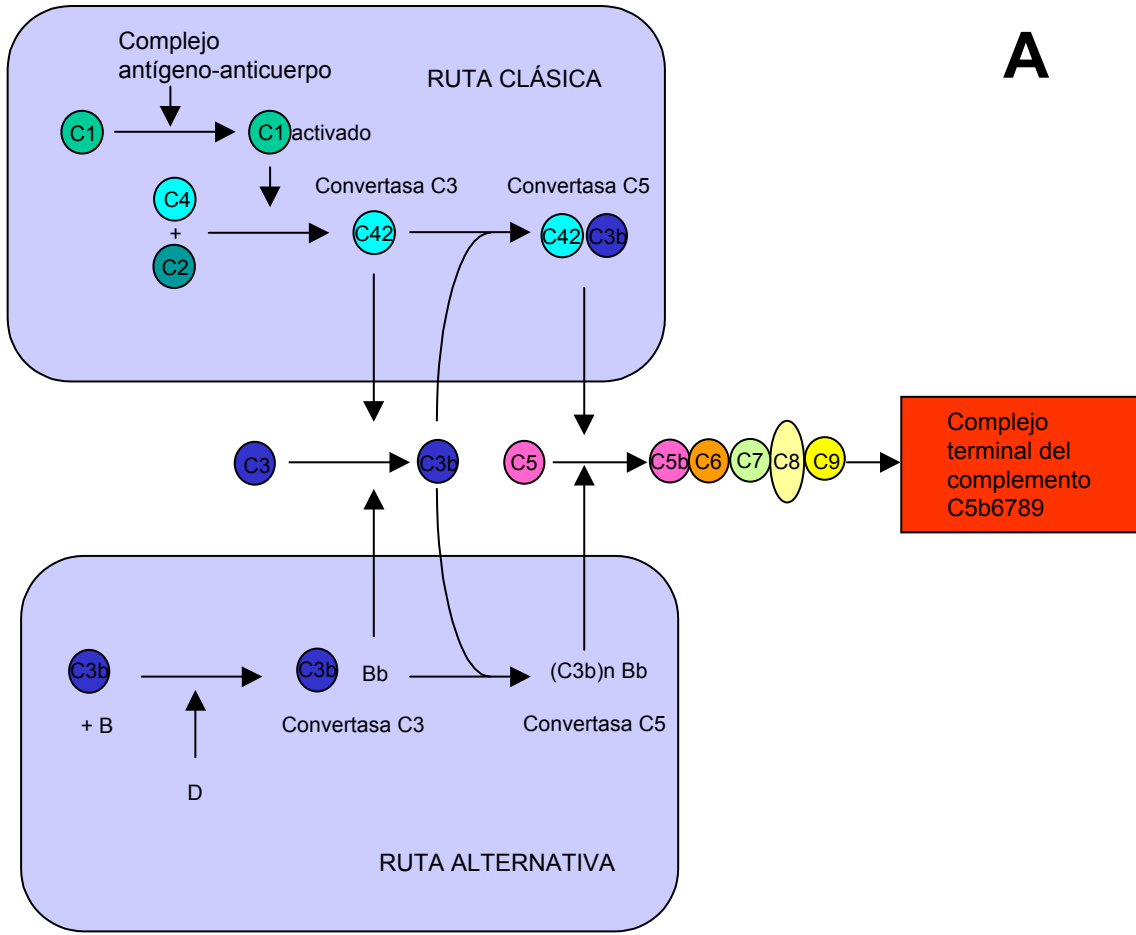 A
Complejo
antígeno-anticuerpo
RUTA CLÁSICA
C1
C1 activado
C4
+
C2
Convertasa C3
Convertasa C5
C42
C42
C3b
C3
C3b
C5
C5b
C6
C7
C8
C9
Complejo
terminal del
complemento
C5b6789
C3b
+ B
D
C3b
Bb
Convertasa C3
(C3b)n Bb
Convertasa C5
RUTA ALTERNATIVA